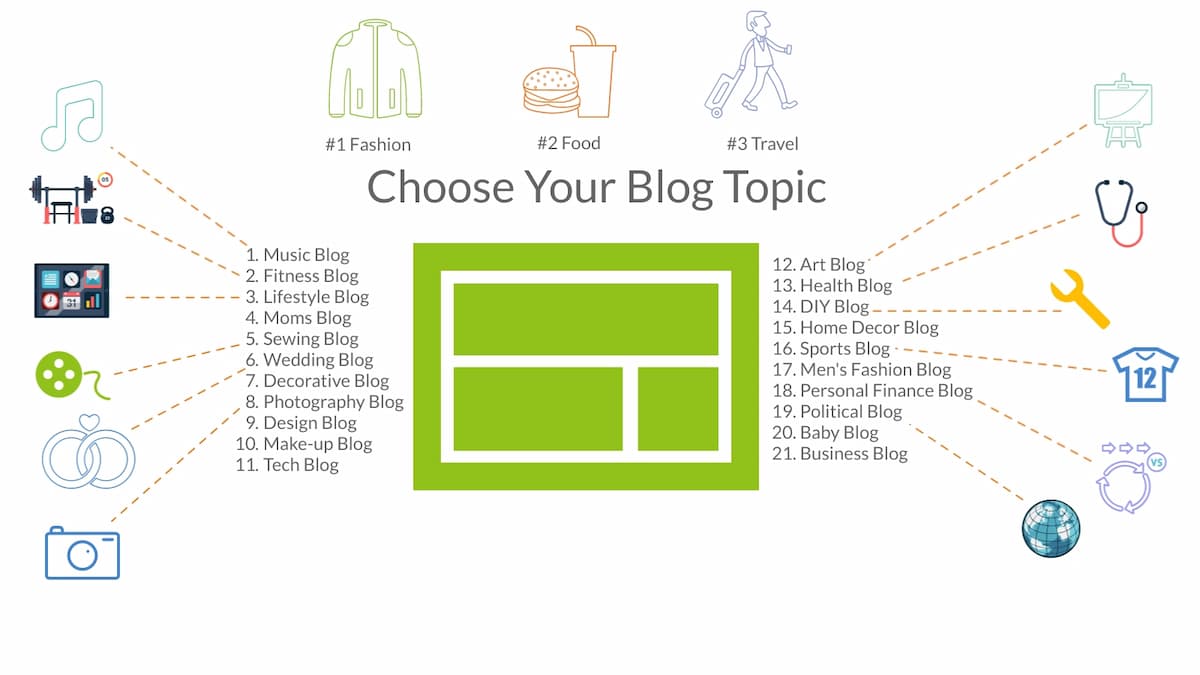 #1 Fashion
#2 Food
#3 Travel
Choose Your Blog Topic
1. Music Blog
2. Fitness Blog
3. Lifestyle Blog
4. Moms Blog
5. Sewing Blog
6. Wedding Blog
7. Decorative Blog
8. Photography Blog
9. Design Blog
10. Make-up Blog
11. Tech Blog
12. Art Blog
13. Health Blog
14. DIY Blog
15. Home Decor Blog
16. Sports Blog
17. Men's Fashion Blog
18. Personal Finance Blog
19. Political Blog
20. Baby Blog
21. Business Blog
05
31
12
VS